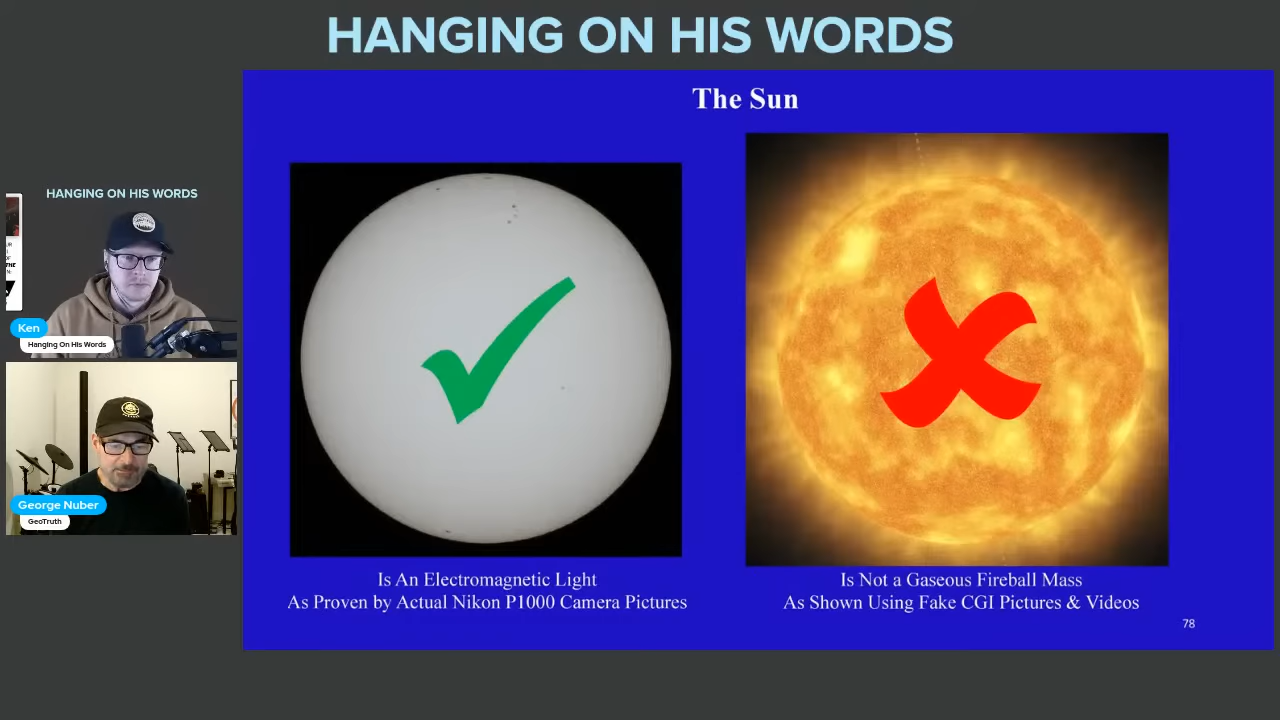 HANGING ON HIS WORDS
The Sun
HANGING ON HIS WORDS
Ken
Hanging On His Words
George Nuber
GeoTruth
Is An Electromagnetic Light
As Proven by Actual Nikon P1000 Camera Pictures
Is Not a Gaseous Fireball Mass
As Shown Using Fake CGI Pictures & Videos
78